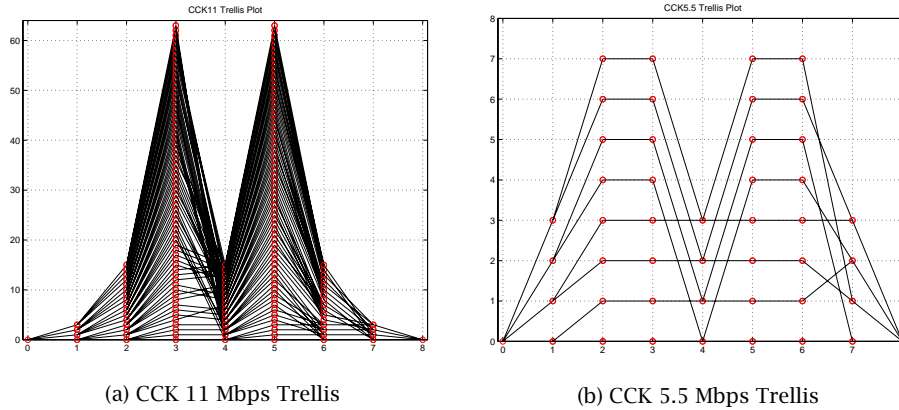 CCK11 Trellis Plot
60
50
40
30
20
10
0
0 1 2 3 4 5 6 7 8
(a) CCK 11 Mbps Trellis
CCK5.5 Trellis Plot
8
7
6
5
4
3
2
1
0
0 1 2 3 4 5 6 7
(b) CCK 5.5 Mbps Trellis